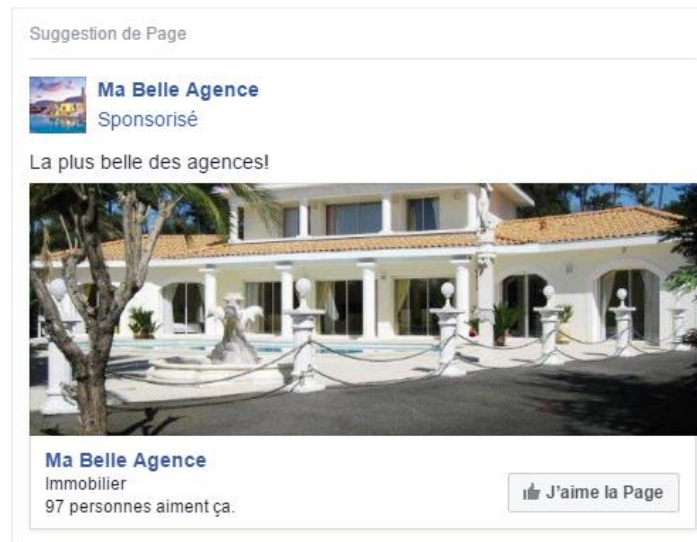 Suggestion de Page
Ma Belle Agence
Sponsorisé
La plus belle des agences!
Ma Belle Agence
Immobilier
97 personnes aiment ça.
J'aime la Page